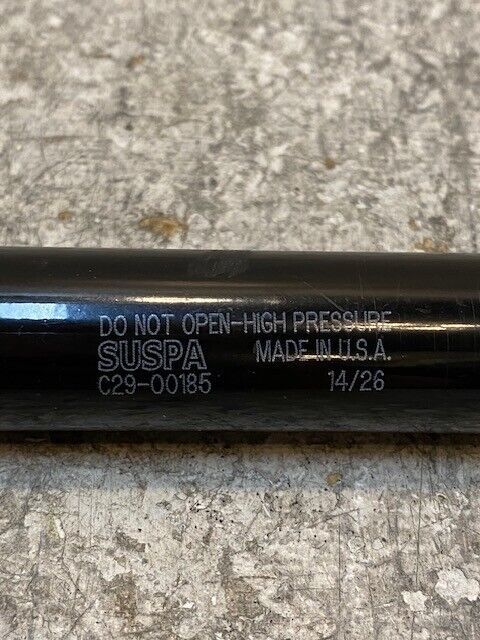 DO NOT OPEN-HIGH PRESSURE
SUSPA MADE IN U.S.A.
C29-00185 14/26